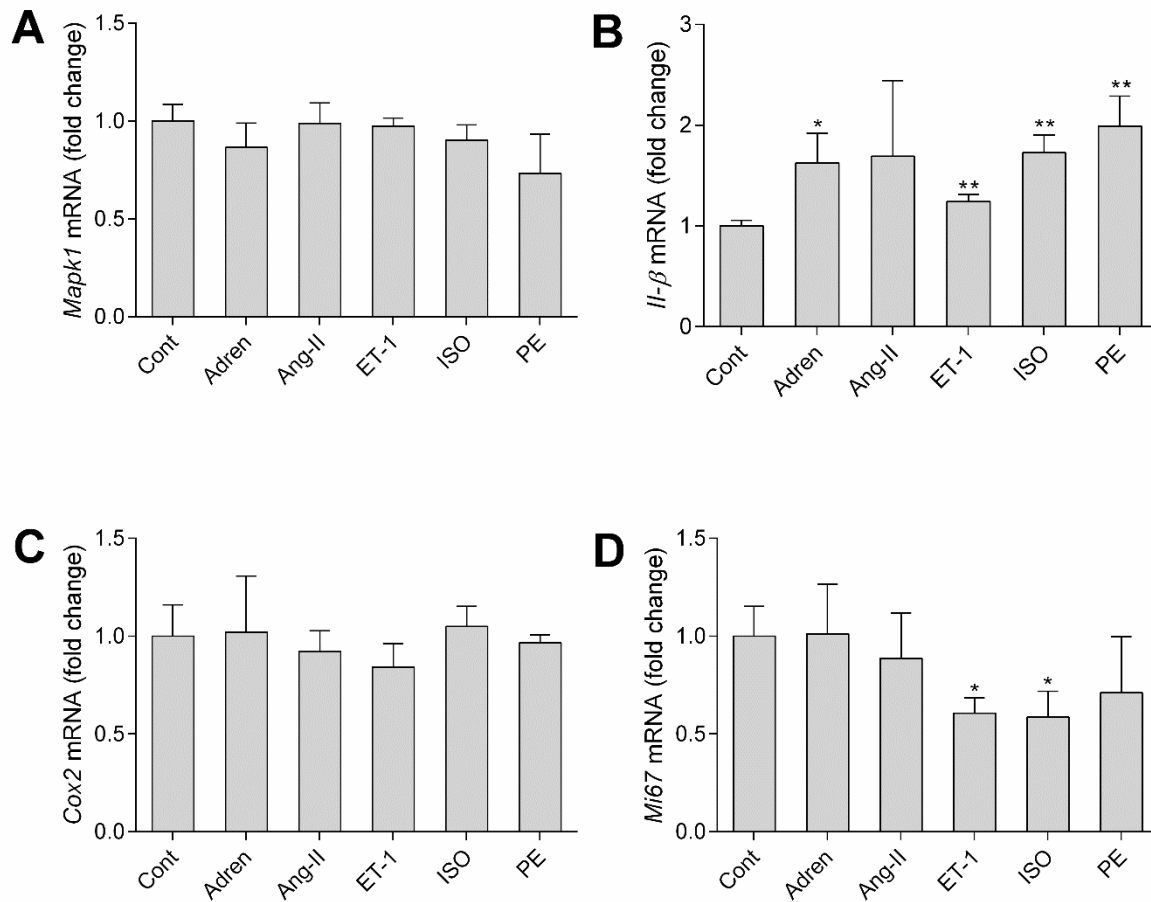 A
Mapk1 mRNA (fold change)
1.5
1.0
0.5
0.0
Cont
Adren
Ang-II
ET-1
ISO
PE
B
Il-β mRNA (fold change)
3
2
1
0
*
**
**
**
Cont
Adren
Ang-II
ET-1
ISO
PE
C
Cox2 mRNA (fold change)
1.5
1.0
0.5
0.0
Cont
Adren
Ang-II
ET-1
ISO
PE
D
Mi67 mRNA (fold change)
1.5
1.0
0.5
0.0
*
*
Cont
Adren
Ang-II
ET-1
ISO
PE